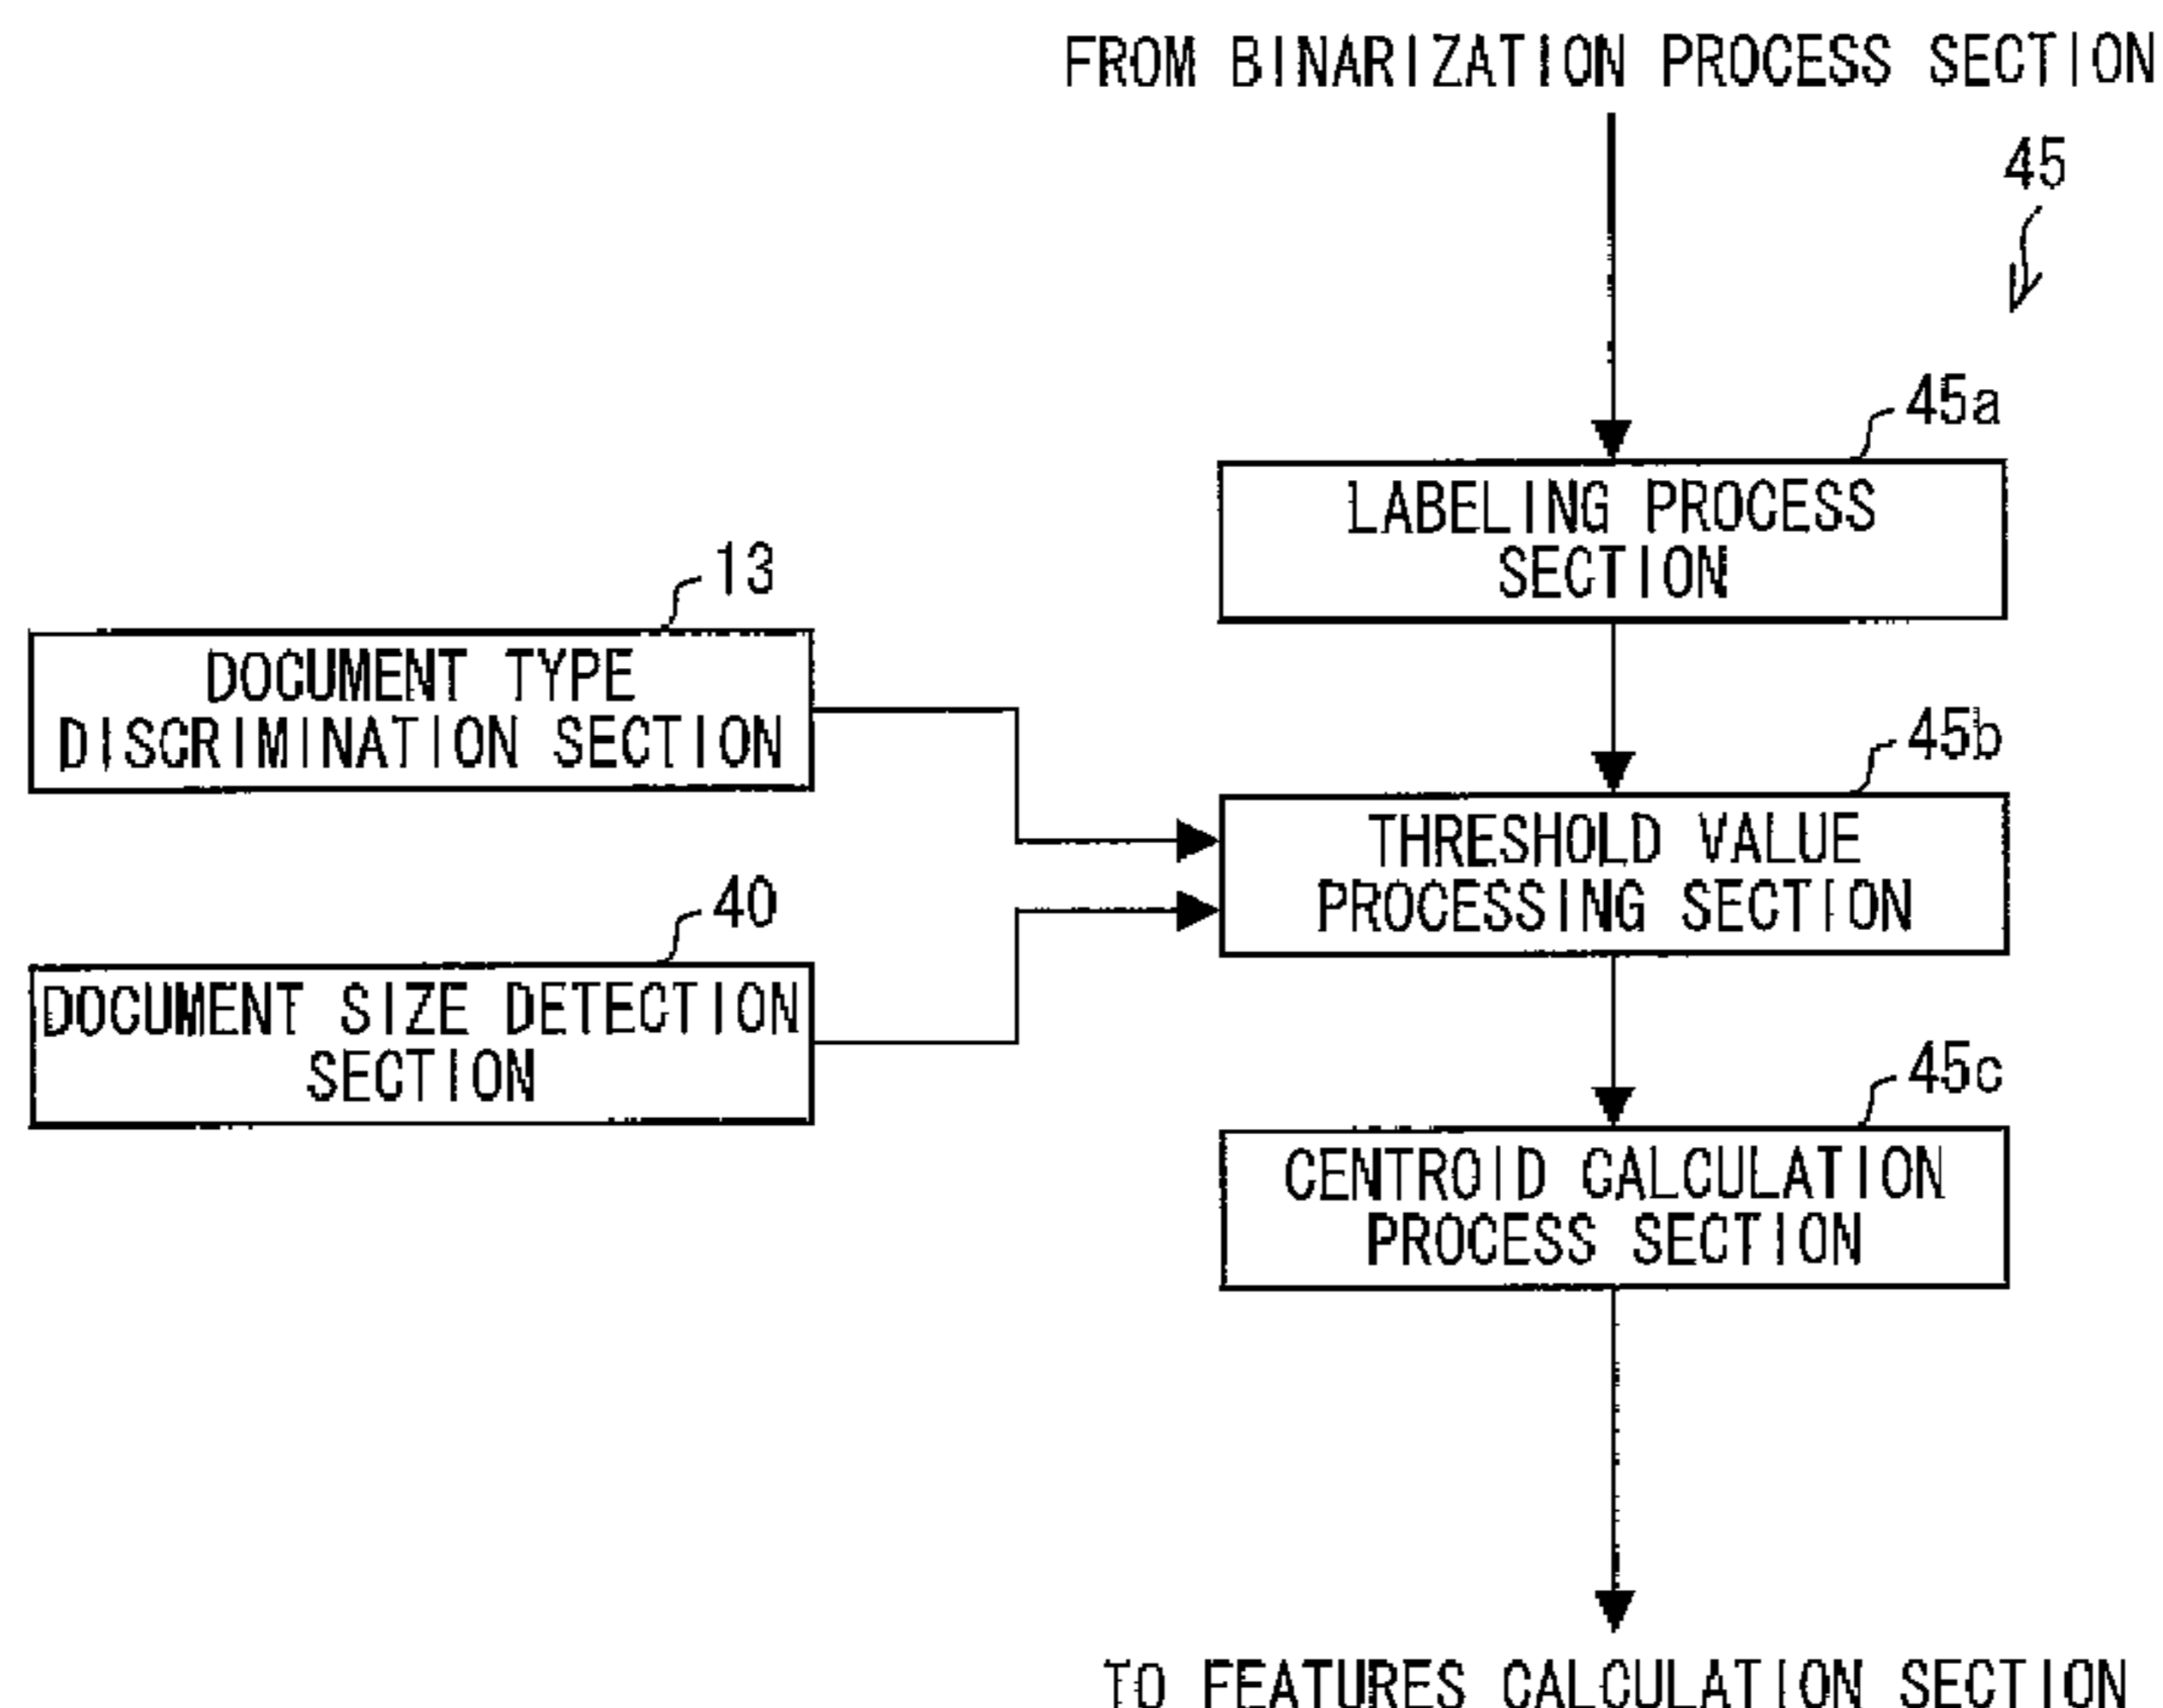 FROM BINARIZATION PROCESS SECTION
45
45a
LABELING PROCESS
SECTION
13
DOCUMENT TYPE
DISCRIMINATION SECTION
45b
THRESHOLD VALUE
PROCESSING SECTION
40
DOCUMENT SIZE DETECTION
SECTION
45c
CENTROID CALCULATION
PROCESS SECTION
TO FEATURES CALCULATION SECTION